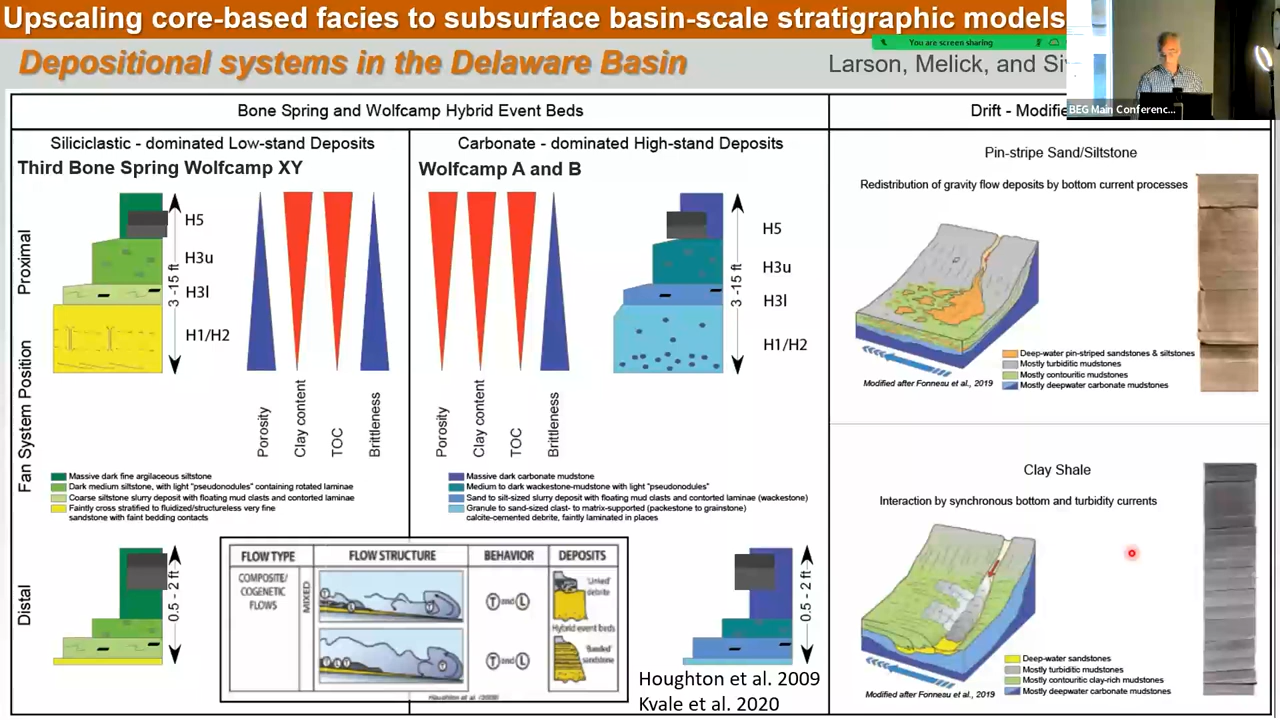 Upscaling core-based facies to subsurface basin-scale stratigraphic models
You are screen sharing
Depositional systems in the Delaware Basin
Larson, Melick, and
BEG Main Conferenc...
Bone Spring and Wolfcamp Hybrid Event Beds
Drift -
Siliciclastic - dominated Low-stand Deposits
Third Bone Spring Wolfcamp XY
Carbonate - dominated High-stand Deposits
Wolfcamp A and B
Fan System Position
Proximal
H5
H3u
H3l
H1/H2
3 -15 ft
Porosity
Clay content
TOC
Brittleness
Massive dark fine argilaceous siltstone
Dark medium siltstone, with light "pseudonodules" containing rotated laminae
Coarse siltstone slurry deposit with floating mud clasts and contorted laminae
Faintly cross stratified to fluidized/structureless very fine
sandstone with faint bedding contacts
Porosity
Clay content
TOC
Brittleness
H5
H3u
H3l
H1/H2
3 -15 ft
Massive dark carbonate mudstone
Medium to dark wackestone-mudstone with light "pseudonodules"
Sand to silt-sized slurry deposit with floating mud clasts and contorted laminae (wackestone)
Granule to sand-sized clast- to matrix-supported (packestone to grainstone)
calcite-cemented debrite, faintly laminated in places
Distal
0.5 - 2 ft
FLOW TYPE
FLOW STRUCTURE
BEHAVIOR
DEPOSITS
COMPOSITE/
COGENETIC
FLOWS
MIXED
T and L
T and L
'Linked'
debrite
Hybrid event beds
'Banded'
sandstone
Haughton et al. (2009)
0.5 - 2 ft
Houghton et al. 2009
Kvale et al. 2020
Pin-stripe Sand/Siltstone
Redistribution of gravity flow deposits by bottom current processes
Deep-water pin-striped sandstones & siltstones
Mostly turbiditic mudstones
Mostly contouritic mudstones
Mostly deepwater carbonate mudstones
Modified after Fonneau et al., 2019
Clay Shale
Interaction by synchronous bottom and turbidity currents
Deep-water sandstones
Mostly turbiditic mudstones
Mostly contouritic clay-rich mudstones
Mostly deepwater carbonate mudstones
Modified after Fonneau et al., 2019